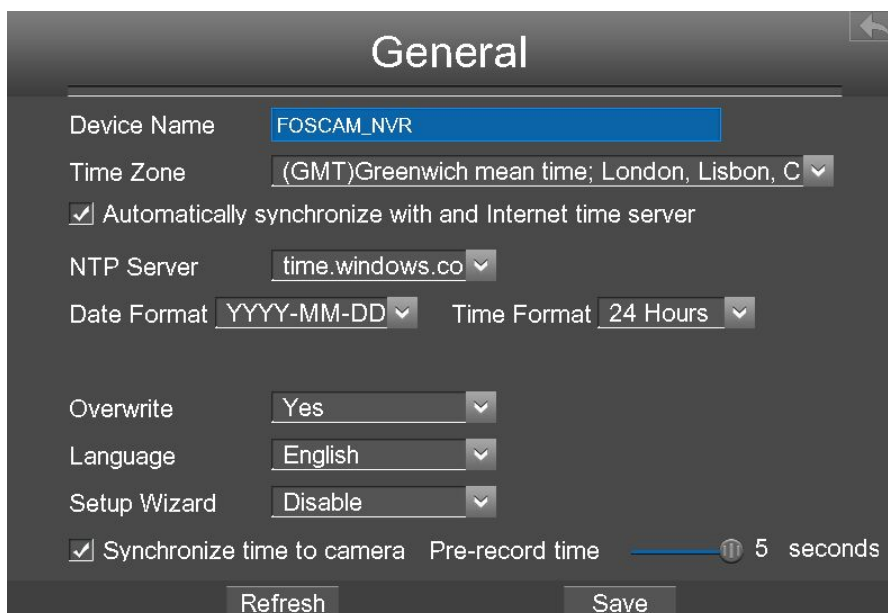 General
Device Name FOSCAM_NVR
Time Zone (GMT)Greenwich mean time; London, Lisbon, C
Automatically synchronize with and Internet time server
NTP Server time.windows.co
Date Format YYYY-MM-DD Time Format 24 Hours
Overwrite Yes
Language English
Setup Wizard Disable
Synchronize time to camera Pre-record time 5 seconds
Refresh Save